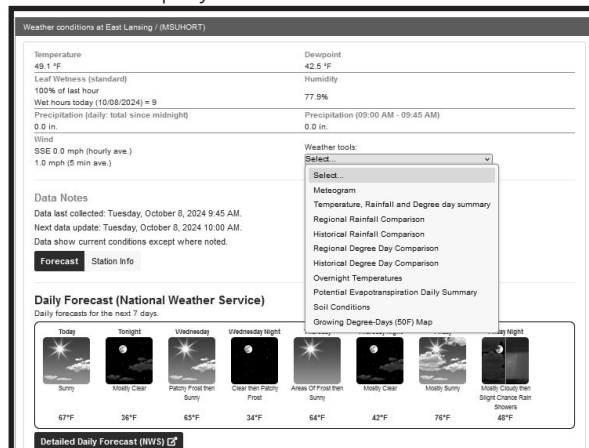 Weather conditions at East Lansing / (MSUHORT)
Temperature
49.1 °F
Dewpoint
42.5 °F
Leaf Wetness (standard)
100% of last hour
Wet hours today (10/08/2024) = 9
Humidity
77.9%
Precipitation (daily: total since midnight)
0.0 in.
Precipitation (09:00 AM - 09:45 AM)
0.0 in.
Wind
SSE 0.0 mph (hourly ave.)
1.0 mph (5 min ave.)
Weather tools:
Select...
Select...
Meteogram
Temperature, Rainfall and Degree day summary
Regional Rainfall Comparison
Historical Rainfall Comparison
Regional Degree Day Comparison
Historical Degree Day Comparison
Overnight Temperatures
Potential Evapotranspiration Daily Summary
Soil Conditions
Growing Degree-Days (50F) Map
Data Notes
Data last collected: Tuesday, October 8, 2024 9:45 AM.
Next data update: Tuesday, October 8, 2024 10:00 AM.
Data show current conditions except where noted.
Forecast Station Info
Daily Forecast (National Weather Service)
Daily forecasts for the next 7 days.
Today Tonight Wednesday Wednesday Night
Sunny
Mostly Clear
Patchy Frost then
Sunny
Clear then Patchy
Frost
Areas Of Frost then
Sunny
Mostly Clear
Mostly Sunny
Mostly Cloudy then
Slight Chance Rain
Showers
67°F 36°F 65°F 34°F 64°F 42°F 76°F 48°F
Detailed Daily Forecast (NWS)